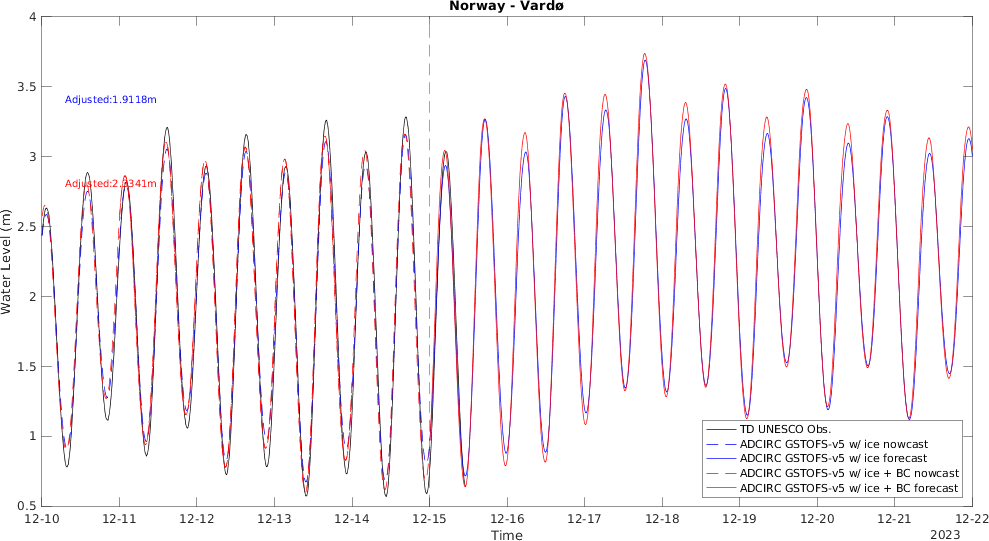 Norway - Vardø
4
3.5
3
2.5
2
1.5
1
0.5
Water Level (m)
Adjusted:1.9118m
Adjusted:2.2341m
TD UNESCO Obs.
ADCIRC GSTOFS-v5 w/ ice nowcast
ADCIRC GSTOFS-v5 w/ ice forecast
ADCIRC GSTOFS-v5 w/ ice + BC nowcast
ADCIRC GSTOFS-v5 w/ ice + BC forecast
12-10 12-11 12-12 12-13 12-14 12-15 12-16 12-17 12-18 12-19 12-20 12-21 12-22
Time
2023